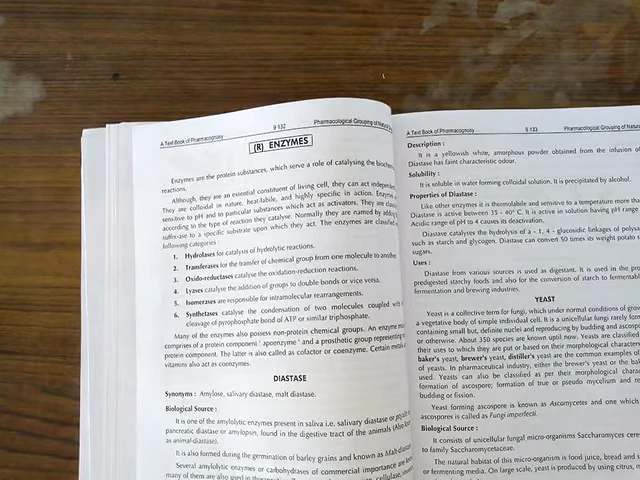 A Text Book of Pharmacognosy 9·132 Pharmacological Grouping of Natural
(R) ENZYMES
Enzymes are the protein substances, which serve a role of catalysing the biochem
reactions.
Although, they are an essential constituent of living cell, they can act independen
They are colloidal in nature, heat-labile, and highly specific in action. Enzymes
sensitive to pH and to particular substances which act as activators. They are class
according to the type of reaction they catalyse. Normally they are named by adding
suffix-ase to a specific substrate upon which they act. The enzymes are classified
following categories :
1. Hydrolases for catalysis of hydrolytic reactions.
2. Transferases for the transfer of chemical group from one molecule to another.
3. Oxido-reductases catalyse the oxidation-reduction reactions.
4. Lyases catalyse the addition of groups to double bonds or vice versa.
5. Isomerases are responsible for intramolecular rearrangements.
6. Synthetases catalyse the condensation of two molecules coupled with
cleavage of pyrophosphate bond of ATP or similar triphosphate.
Many of the enzymes also possess non-protein chemical groups. An enzyme
comprises of a protein component ' apoenzyme ' and a prosthetic group representing
protein component. The latter is also called as cofactor or coenzyme. Certain metals
vitamins also act as coenzymes.
DIASTASE
Synonyms : Amylose, salivary diastase, malt diastase.
Biological Source :
It is one of the amylolytic enzymes present in saliva i.e. salivary diastase or ptyalin
pancreatic diastase or amylopsin, found in the digestive tract of the animals (Also
as animal-diastase).
It is also formed during the germination of barley grains and known as Malt-diastase
Several amylolytic enzymes or carbohydrases of commercial importance are
many of them are also used in cellulase,
A Text Book of Pharmacognosy 9·133 Pharmacological Grouping of Natural
Description :
It is a yellowish white, amorphous powder obtained from the infusion of
Diastase has faint characteristic odour.
Solubility :
It is soluble in water forming colloidal solution. It is precipitated by alcohol.
Properties of Diastase :
Like other enzymes it is thermolabile and sensitive to a temperature more tha
Diastase is active between 35 - 40° C. It is active in solution having pH range
Acidic range of pH to 4 causes its deactivation.
Diastase catalyses the hydrolysis of a - 1, 4 - glucosidic linkages of polysa
such as starch and glycogen. Diastase can convert 50 times its weight potato s
sugars.
Uses :
Diastase from various sources is used as digestant. It is used in the pro
predigested starchy foods and also for the conversion of starch to fermentabl
fermentation and brewing industries.
YEAST
Yeast is a collective term for fungi, which under normal conditions of grow
a vegetative body of simple individual cell. It is a unicellular fungi rarely form
containing small but, definite nuclei and reproducing by budding and ascosp
or otherwise. About 350 species are known uptil now. Yeasts are classified
their uses to which they are put or based on their morphological characters
baker's yeast, brewer's yeast, distiller's yeast are the common examples of
of yeasts. In pharmaceutical industry, either the brewer's yeast or the bak
used. Yeasts can also be classified as per their morphological charac
formation of ascospore; formation of true or pseudo mycelium and re
budding or fission.
Yeast forming ascospore is known as Ascomycetes and one which
ascospores is called as Fungi imperfecti.
Biological Source :
It consists of unicellular fungal micro-organisms Saccharomyces cer
to family Saccharomycetaceae.
The natural habitat of this micro-organism is food juice, bread and s
or fermenting media. On large scale, yeast is produced by using citrus,